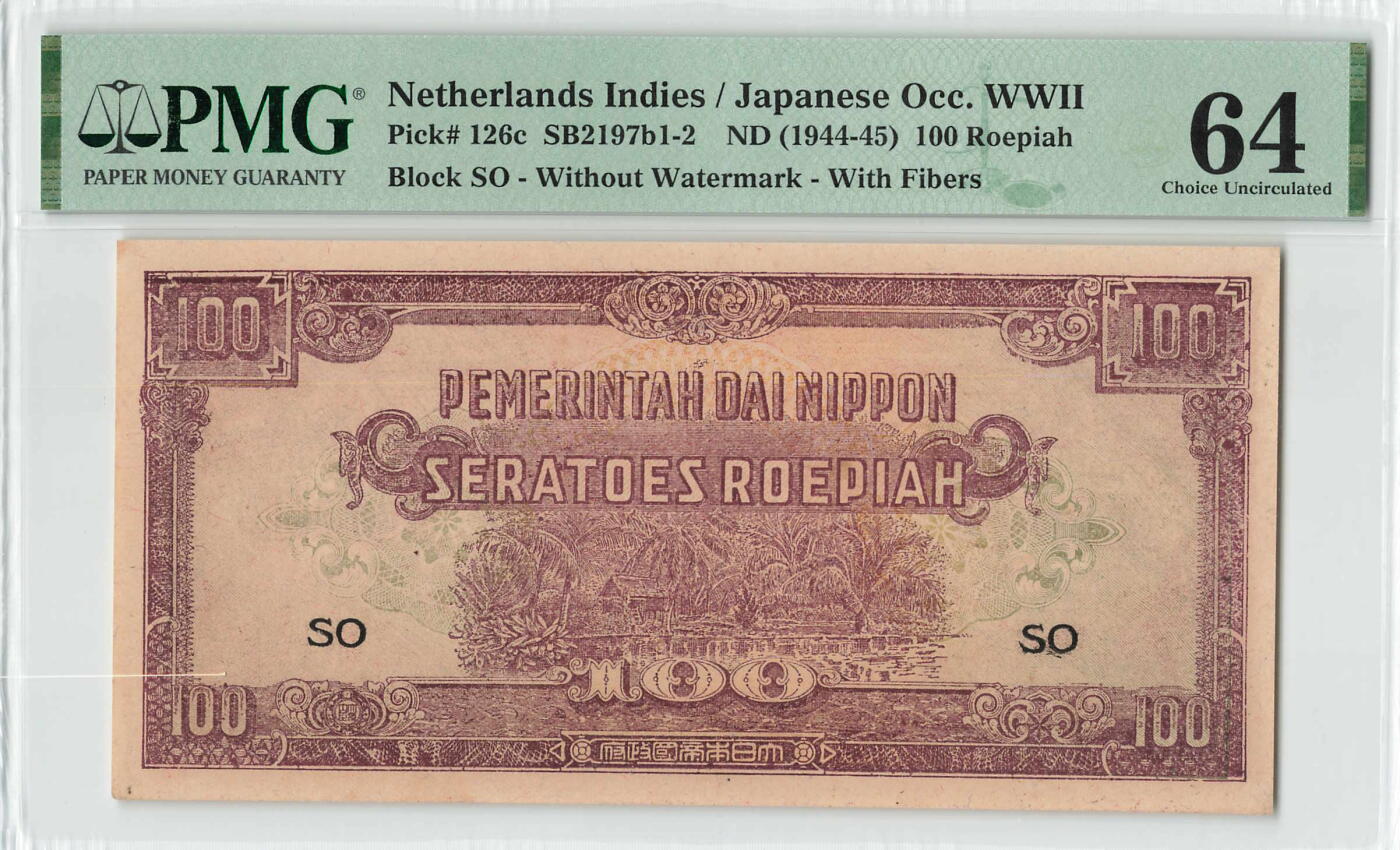 PMG®
PAPER MONEY GUARANTY
Netherlands Indies / Japanese Occ. WWII
Pick# 126c SB2197b1-2 ND (1944-45) 100 Roepiah
Block SO - Without Watermark - With Fibers
64
Choice Uncirculated
100 100
PEMERINTAH DAI NIPPON
SERATOES ROEPIAH
SO SO
100
100 100
府政國帝本日大